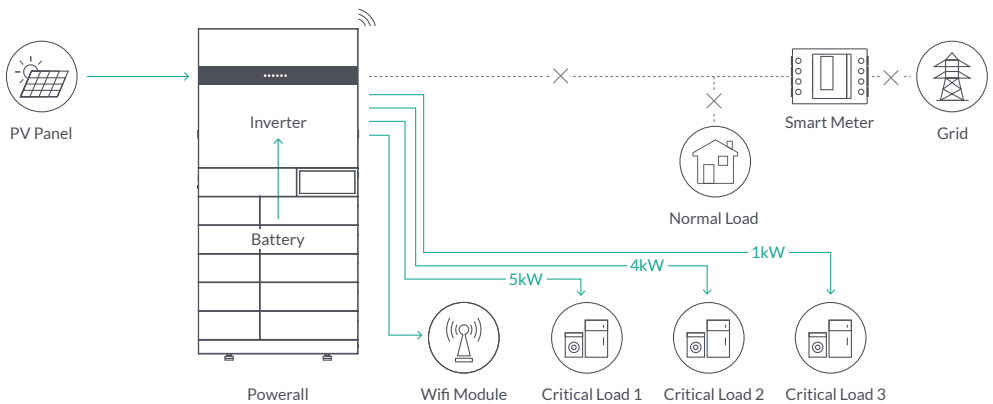 PV Panel
Inverter
Battery
Smart Meter
Grid
Normal Load
1kW
4kW
5kW
Powerall
Wifi Module
Critical Load 1
Critical Load 2
Critical Load 3